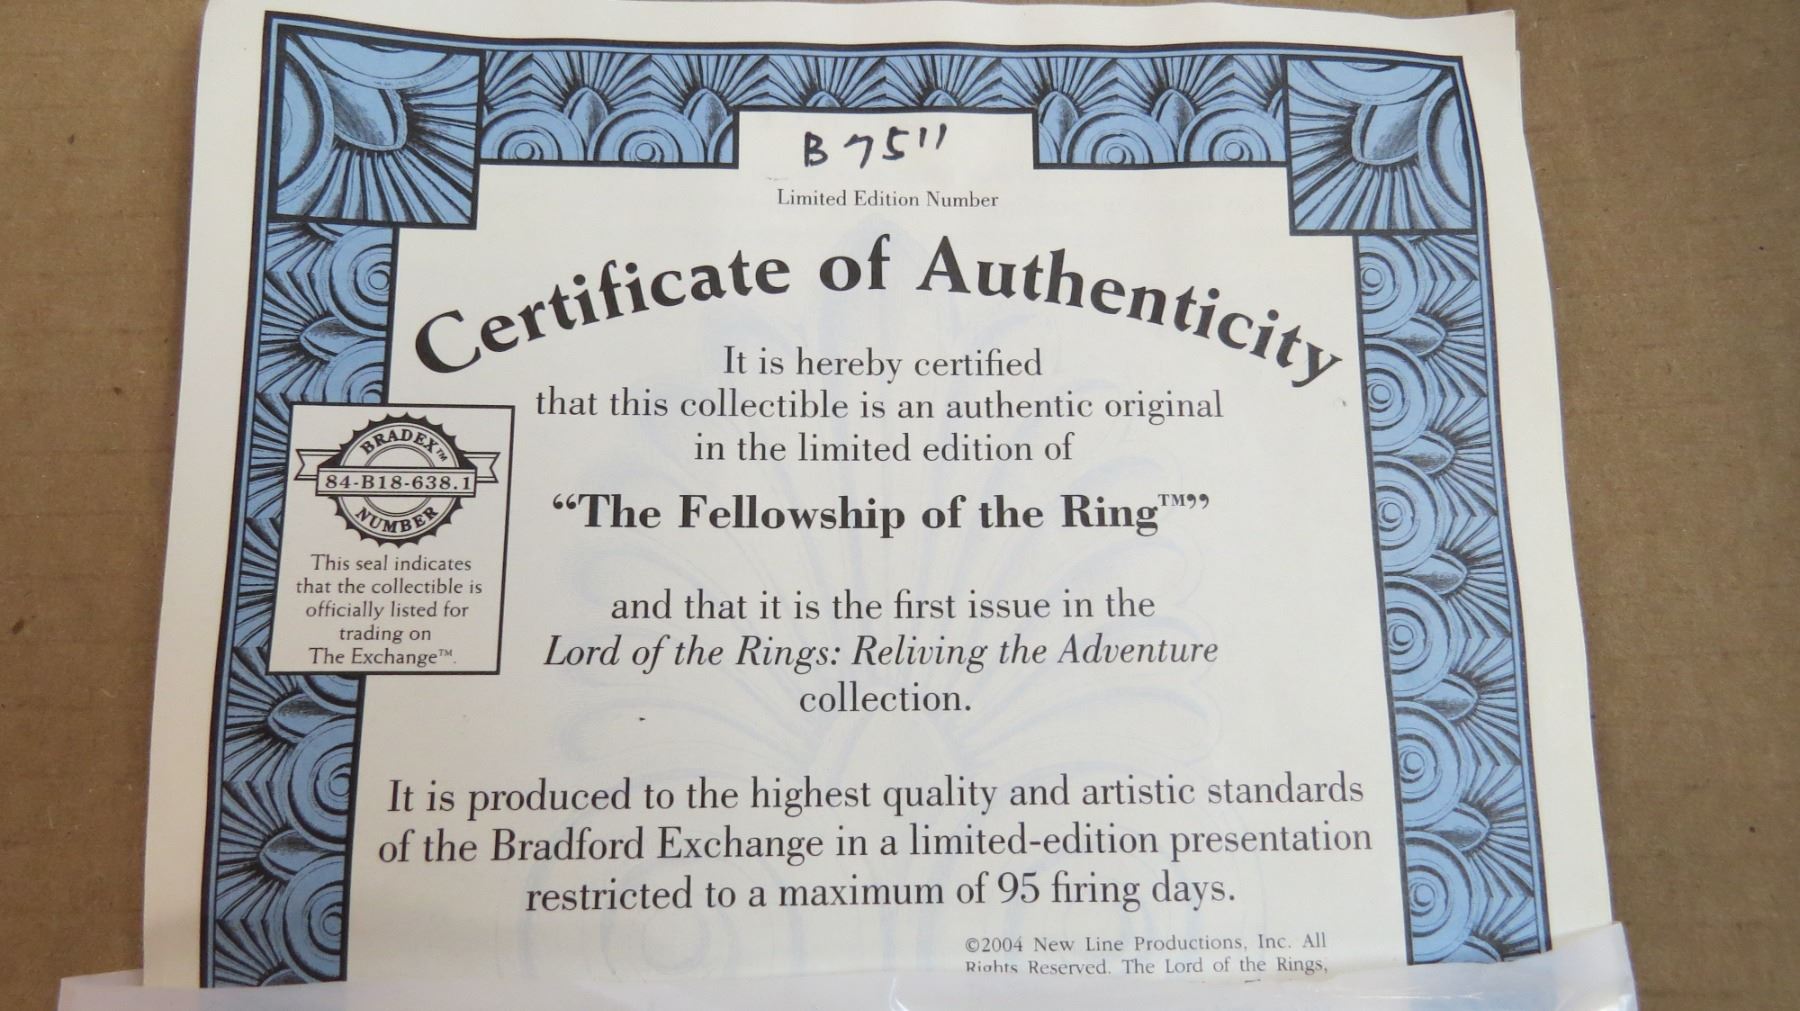 B 7511
Limited Edition Number
Certificate of Authenticity
It is hereby certified
that this collectible is an authentic original
in the limited edition of
“The Fellowship of the Ring™”
BRADEX™
84-B18-638.1
NUMBER
This seal indicates
that the collectible is
officially listed for
trading on
The Exchange™.
and that it is the first issue in the
Lord of the Rings: Reliving the Adventure
collection.
It is produced to the highest quality and artistic standards
of the Bradford Exchange in a limited-edition presentation
restricted to a maximum of 95 firing days.
©2004 New Line Productions, Inc. All
Rights Reserved. The Lord of the Rings,